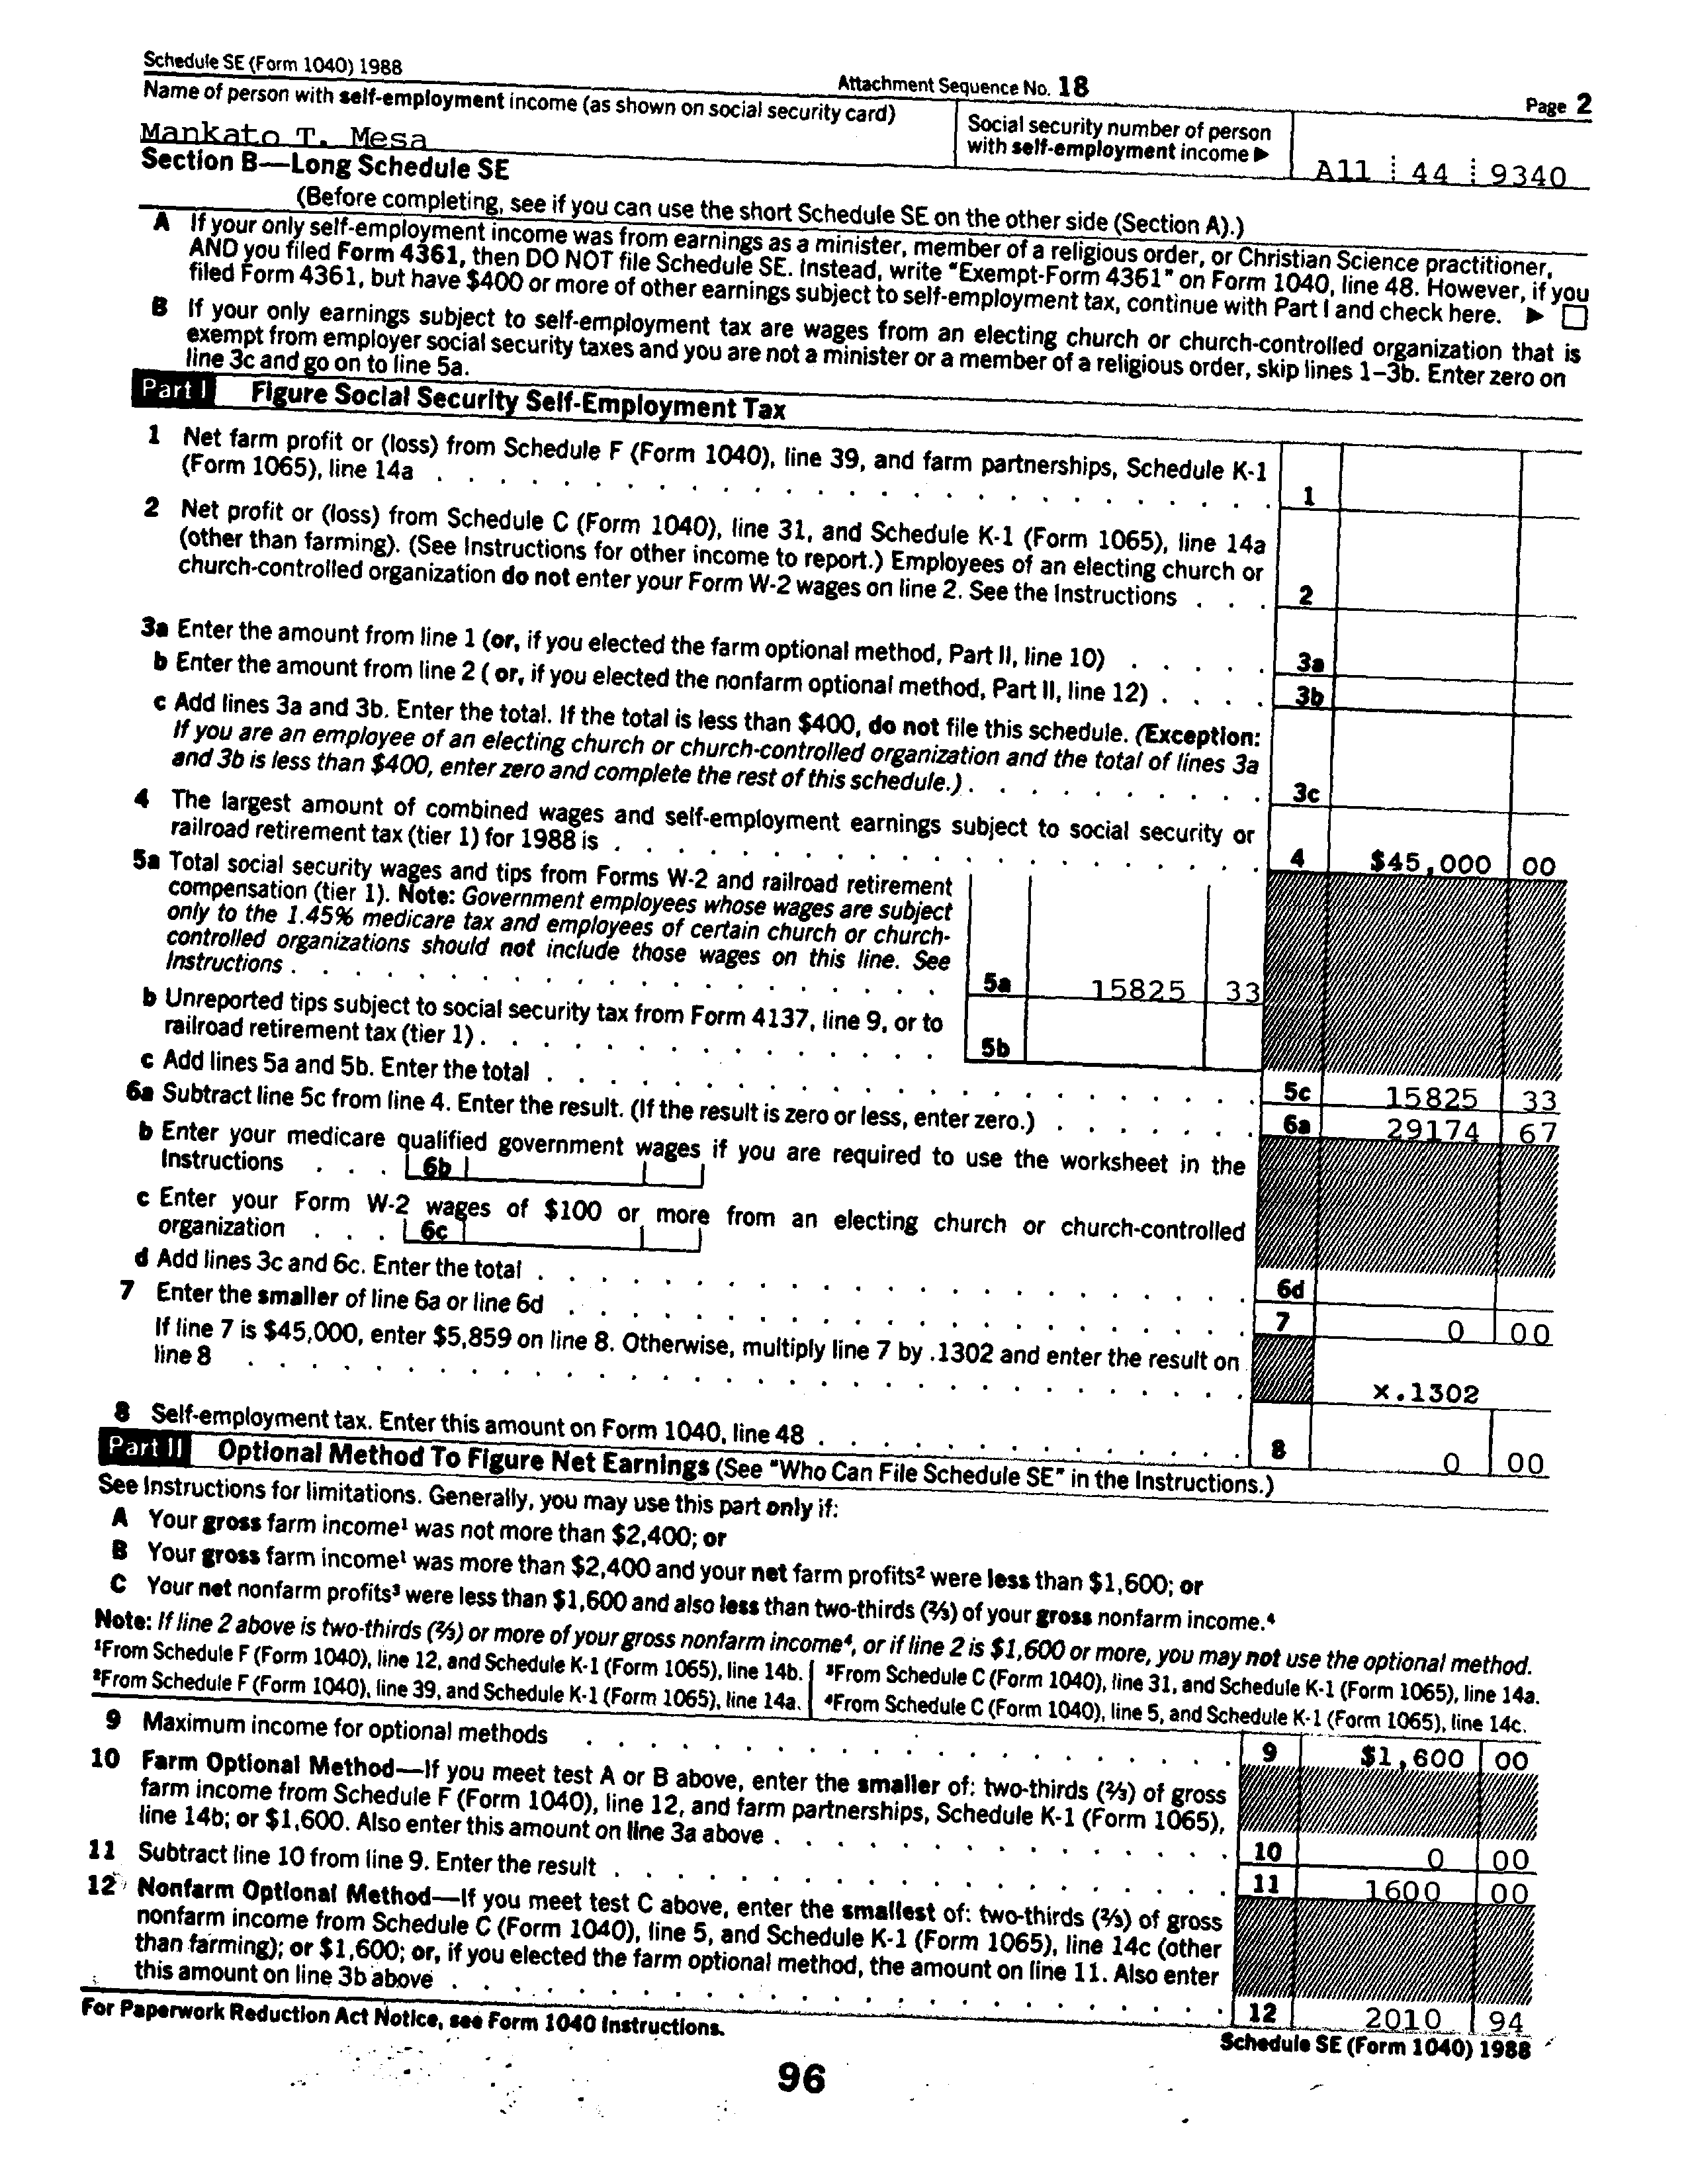 Schedule SE (Form 1040) 1988
Attachment Sequence No. 18
Page 2
Name of person with self-employment income (as shown on social security card)
Social security number of person
with self-employment income ▶
Mankato T. Mesa
A11 44 9340
Section B—Long Schedule SE
(Before completing, see if you can use the short Schedule SE on the other side (Section A).)
A If your only self-employment income was from earnings as a minister, member of a religious order, or Christian Science practitioner,
AND you filed Form 4361, then DO NOT file Schedule SE. Instead, write "Exempt-Form 4361" on Form 1040, line 48. However, if you
filed Form 4361, but have $400 or more of other earnings subject to self-employment tax, continue with Part I and check here. ▶ □
B If your only earnings subject to self-employment tax are wages from an electing church or church-controlled organization that is
exempt from employer social security taxes and you are not a minister or a member of a religious order, skip lines 1–3b. Enter zero on
line 3c and go on to line 5a.
Part I Figure Social Security Self-Employment Tax
1 Net farm profit or (loss) from Schedule F (Form 1040), line 39, and farm partnerships, Schedule K-1
(Form 1065), line 14a . . . . . . . . . . . . . . . . . . . . . . . . . 1
2 Net profit or (loss) from Schedule C (Form 1040), line 31, and Schedule K-1 (Form 1065), line 14a
(other than farming). (See Instructions for other income to report.) Employees of an electing church or
church-controlled organization do not enter your Form W-2 wages on line 2. See the Instructions . . . 2
3a Enter the amount from line 1 (or, if you elected the farm optional method, Part II, line 10) . . . . . 3a
b Enter the amount from line 2 ( or, if you elected the nonfarm optional method, Part II, line 12) . . . . 3b
c Add lines 3a and 3b. Enter the total. If the total is less than $400, do not file this schedule. (Exception:
If you are an employee of an electing church or church-controlled organization and the total of lines 3a
and 3b is less than $400, enter zero and complete the rest of this schedule.) . . . . . . . . . . 3c
4 The largest amount of combined wages and self-employment earnings subject to social security or
railroad retirement tax (tier 1) for 1988 is . . . . . . . . . . . . . . . . . . . . 4 $45,000 00
5a Total social security wages and tips from Forms W-2 and railroad retirement
compensation (tier 1). Note: Government employees whose wages are subject
only to the 1.45% medicare tax and employees of certain church or church-
controlled organizations should not include those wages on this line. See
Instructions . . . . . . . . . . . . . . . . 5a 15825 33
b Unreported tips subject to social security tax from Form 4137, line 9, or to
railroad retirement tax (tier 1) . . . . . . . . . . . . . 5b
c Add lines 5a and 5b. Enter the total . . . . . . . . . . . . . . . . . . . . 5c 15825 33
6a Subtract line 5c from line 4. Enter the result. (If the result is zero or less, enter zero.) . . . . . . . 6a 29174 67
b Enter your medicare qualified government wages if you are required to use the worksheet in the
Instructions . . . 6b
c Enter your Form W-2 wages of $100 or more from an electing church or church-controlled
organization . . . 6c
d Add lines 3c and 6c. Enter the total . . . . . . . . . . . . . . . . . . . . 6d
7 Enter the smaller of line 6a or line 6d . . . . . . . . . . . . . . . . . . . 7 0 00
If line 7 is $45,000, enter $5,859 on line 8. Otherwise, multiply line 7 by .1302 and enter the result on
line 8 . . . . . . . . . . . . . . . . . . . . . . . . . . . . x.1302
8 Self-employment tax. Enter this amount on Form 1040, line 48 . . . . . . . . . . . . . 8 0 00
Part II Optional Method To Figure Net Earnings (See "Who Can File Schedule SE" in the Instructions.)
See Instructions for limitations. Generally, you may use this part only if:
A Your gross farm income¹ was not more than $2,400; or
B Your gross farm income¹ was more than $2,400 and your net farm profits² were less than $1,600; or
C Your net nonfarm profits³ were less than $1,600 and also less than two-thirds (⅔) of your gross nonfarm income.⁴
Note: If line 2 above is two-thirds (⅔) or more of your gross nonfarm income⁴, or if line 2 is $1,600 or more, you may not use the optional method.
¹From Schedule F (Form 1040), line 12, and Schedule K-1 (Form 1065), line 14b.
²From Schedule F (Form 1040), line 39, and Schedule K-1 (Form 1065), line 14a.
³From Schedule C (Form 1040), line 31, and Schedule K-1 (Form 1065), line 14a.
⁴From Schedule C (Form 1040), line 5, and Schedule K-1 (Form 1065), line 14c.
9 Maximum income for optional methods . . . . . . . . . . . . . . . . . . . . 9 $1,600 00
10 Farm Optional Method—If you meet test A or B above, enter the smaller of: two-thirds (⅔) of gross
farm income from Schedule F (Form 1040), line 12, and farm partnerships, Schedule K-1 (Form 1065),
line 14b; or $1,600. Also enter this amount on line 3a above . . . . . . . . . . . . . . 10 0 00
11 Subtract line 10 from line 9. Enter the result . . . . . . . . . . . . . . . . . . 11 1600 00
12 Nonfarm Optional Method—If you meet test C above, enter the smallest of: two-thirds (⅔) of gross
nonfarm income from Schedule C (Form 1040), line 5, and Schedule K-1 (Form 1065), line 14c (other
than farming); or $1,600; or, if you elected the farm optional method, the amount on line 11. Also enter
this amount on line 3b above . . . . . . . . . . . . . . . . . . . . . . . 12 2010 94
For Paperwork Reduction Act Notice, see Form 1040 Instructions.
Schedule SE (Form 1040) 1988
96